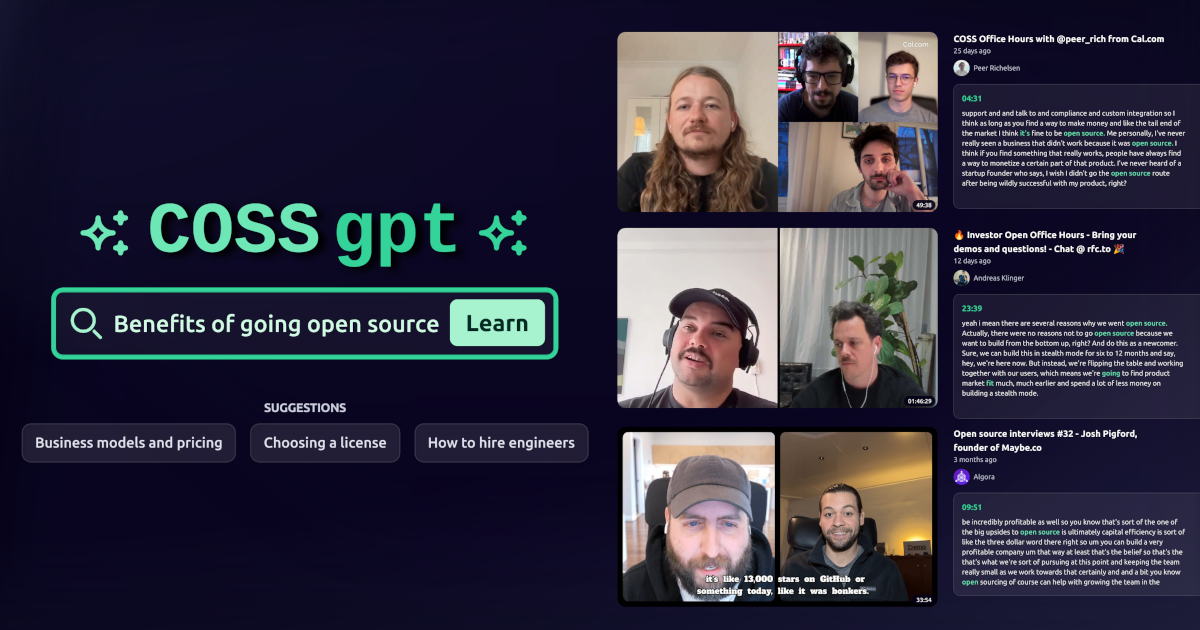 COSS gpt
Benefits of going open source
Learn
SUGGESTIONS
Business models and pricing
Choosing a license
How to hire engineers
Cal.com
49:38
COSS Office Hours with @peer_rich from Cal.com
25 days ago
Peer Richelsen
04:31
support and and talk to and compliance and custom integration so I
think as long as you find a way to make money and like the tail end of
the market I think it's fine to be open source. Me personally, I've never
really seen a business that didn't work because it was open source. I
think if you find something that really works, people have always find
a way to monetize a certain part of that product. I've never heard of a
startup founder who says, I wish I didn't go the open source route
after being wildly successful with my product, right?
01:46:29
🔥 Investor Open Office Hours - Bring your
demos and questions! - Chat @ rfc.to 🎉
12 days ago
Andreas Klinger
23:39
yeah i mean there are several reasons why we went open source.
Actually, there were no reasons not to go open source because we
want to build from the bottom up, right? And do this as a newcomer.
Sure, we can build this in stealth mode for six to 12 months and say,
hey, we're here now. But instead, we're flipping the table and working
together with our users, which means we're going to find product
market fit much, much earlier and spend a lot of less money on
building a stealth mode.
it's like 13,000 stars on GitHub or
something today, like it was bonkers.
33:54
Open source interviews #32 - Josh Pigford,
founder of Maybe.co
3 months ago
Algora
09:51
be incredibly profitable as well so you know that's sort of the one of
the big upsides to open source is ultimately capital efficiency is sort of
like the three dollar word there right so um you can build a very
profitable company um that way at least that's the belief so that's the
that's what we're sort of pursuing at this point and keeping the team
really small as we work towards that certainly and and a bit you know
open sourcing of course can help with growing the team in the